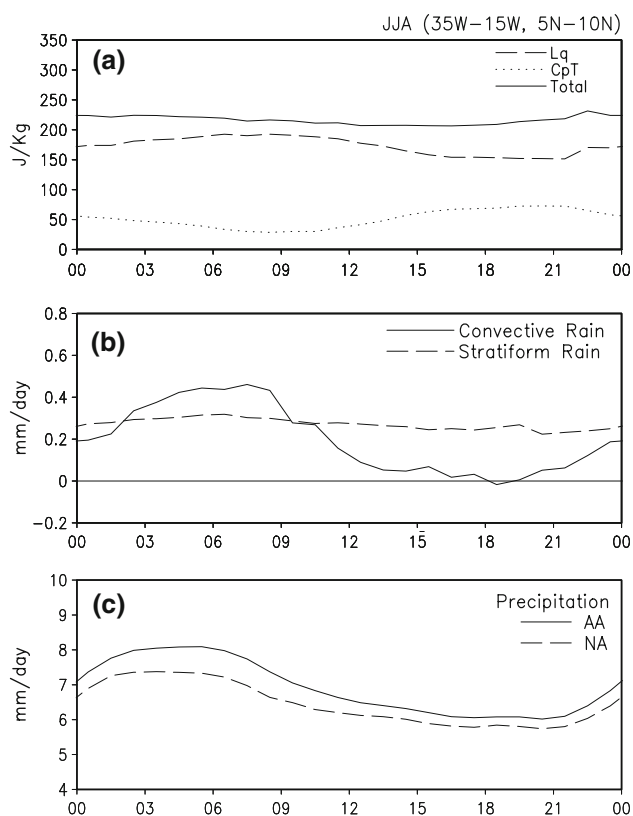 JJA (35W−15W, 5N−10N)
(a)
Lq
CpT
Total
J/Kg
350
300
250
200
150
100
50
0
00 03 06 09 12 15 18 21 00
(b)
Convective Rain
Stratiform Rain
mm/day
0.8
0.6
0.4
0.2
0
−0.2
00 03 06 09 12 15 18 21 00
(c)
Precipitation
AA
NA
mm/day
10
9
8
7
6
5
4
00 03 06 09 12 15 18 21 00